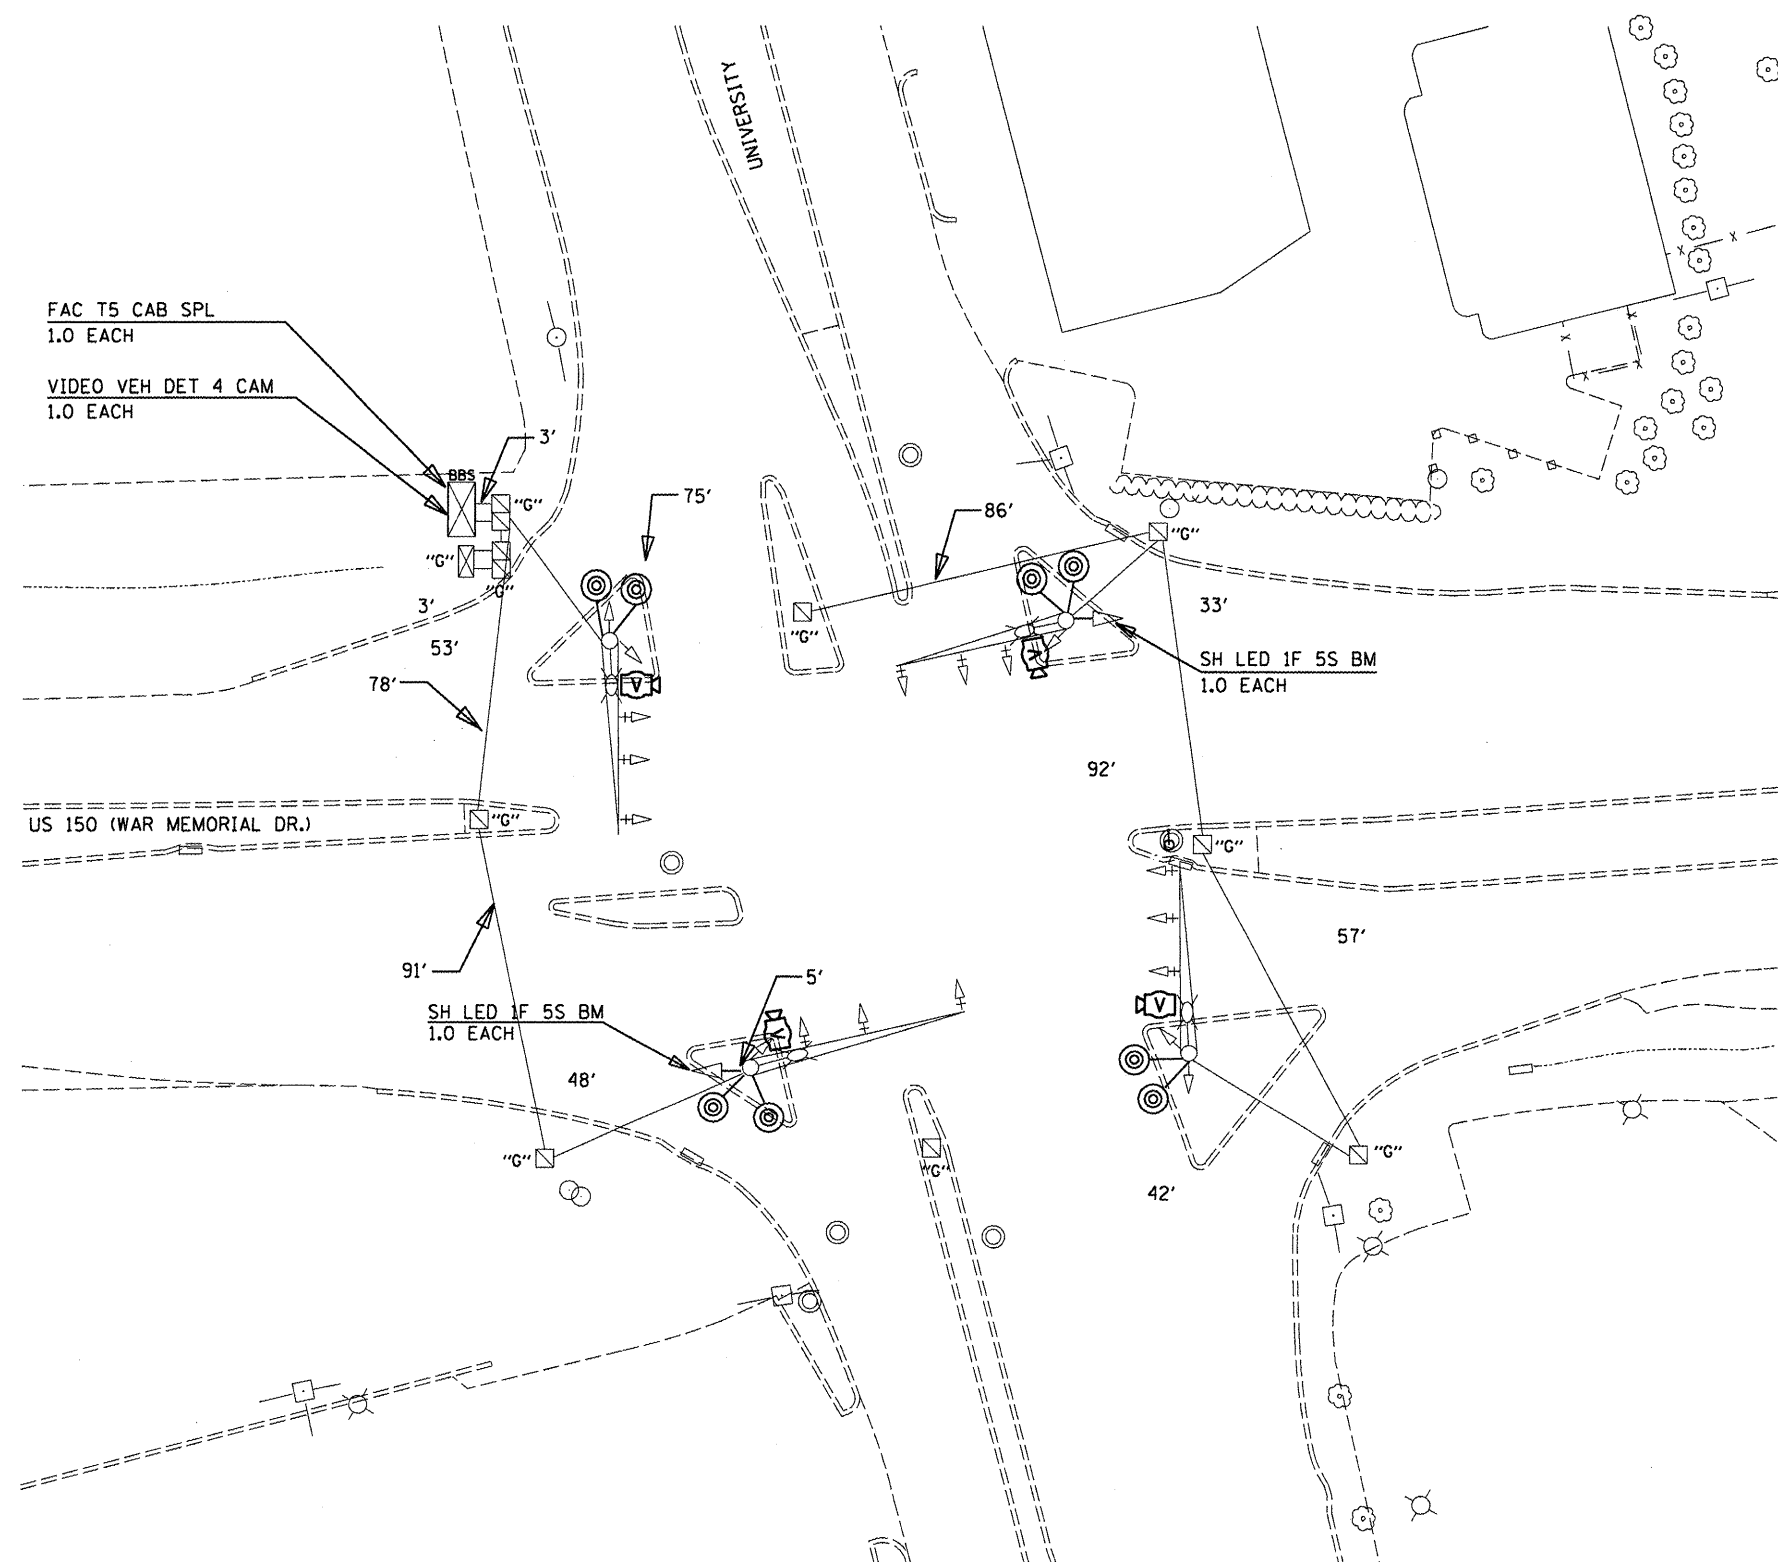 UNIVERSITY
FAC T5 CAB SPL
1.0 EACH
VIDEO VEH DET 4 CAM
1.0 EACH
3'
BBS
"G"
75'
86'
"G"
"G"
"G"
3'
"G"
33'
53'
V
V
SH LED 1F 5S BM
1.0 EACH
78'
92'
"G"
US 150 (WAR MEMORIAL DR.)
"G"
57'
91'
5'
V
SH LED 1F 5S BM
1.0 EACH
V
48'
"G"
"G"
"G"
42'